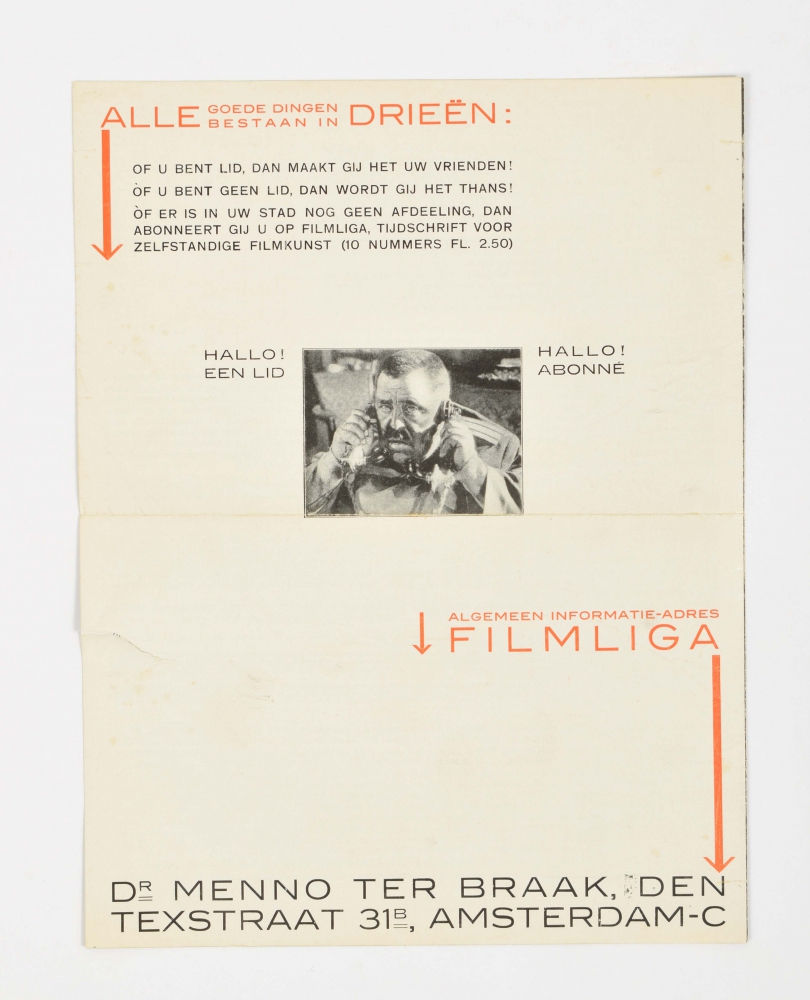 ALLE GOEDE DINGEN BESTAAN IN DRIEËN:
OF U BENT LID, DAN MAAKT GIJ HET UW VRIENDEN!
ÒF U BENT GEEN LID, DAN WORDT GIJ HET THANS!
ÒF ER IS IN UW STAD NOG GEEN AFDEELING, DAN
ABONNEERT GIJ U OP FILMLIGA, TIJDSCHRIFT VOOR
ZELFSTANDIGE FILMKUNST (10 NUMMERS FL. 2.50)
HALLO!
EEN LID
HALLO!
ABONNÉ
ALGEMEEN INFORMATIE-ADRES
FILMLIGA
DR MENNO TER BRAAK, DEN
TEXSTRAAT 31B, AMSTERDAM-C